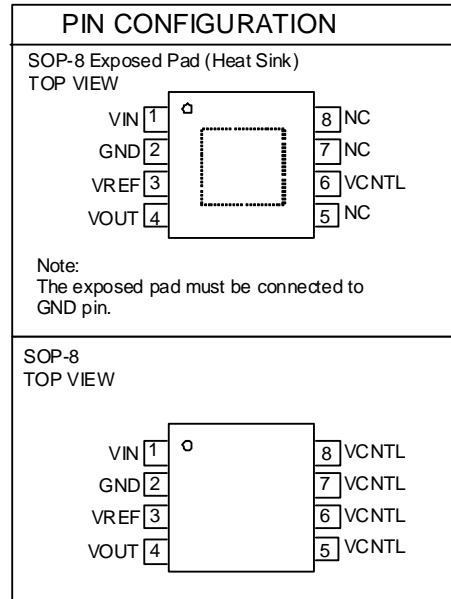 PIN CONFIGURATION
SOP-8 Exposed Pad (Heat Sink)
TOP VIEW
VIN 1 8 NC
GND 2 7 NC
VREF 3 6 VCNTL
VOUT 4 5 NC
Note:
The exposed pad must be connected to
GND pin.
SOP-8
TOP VIEW
VIN 1 8 VCNTL
GND 2 7 VCNTL
VREF 3 6 VCNTL
VOUT 4 5 VCNTL